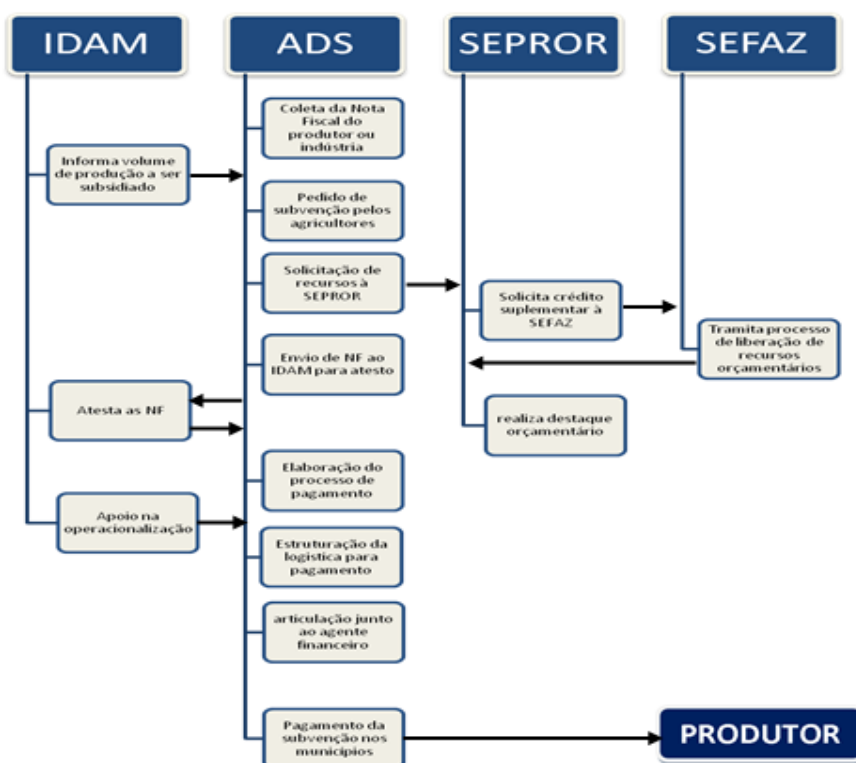 IDAM
ADS
SEPROR
SEFAZ
Coleta da Nota
Fiscal do
produtor ou
indústria
Informa volume
de produção a ser
subsidiado
Pedido de
subvenção pelos
agricultores
Solicitação de
recursos à
SEPROR
Solicita crédito
suplementar à
SEFAZ
Tramita processo
de liberação de
recursos
orçamentários
Envio de NF ao
IDAM para atesto
Atesta as NF
realiza destaque
orçamentário
Elaboração do
processo de
pagamento
Apoio na
operacionalização
Estruturação da
logística para
pagamento
articulação junto
ao agente
financeiro
Pagamento da
subvenção nos
municípios
PRODUTOR